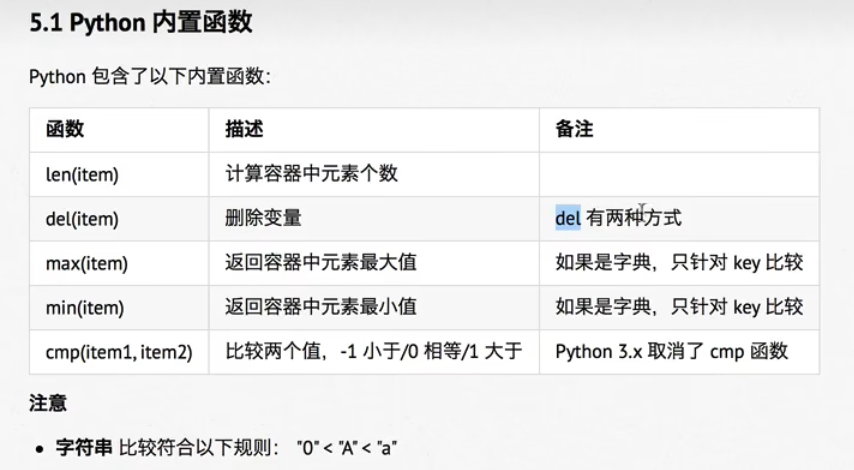 5.1 Python 内置函数
Python 包含了以下内置函数：
函数 描述 备注
len(item) 计算容器中元素个数
del(item) 删除变量 del 有两种方式
max(item) 返回容器中元素最大值 如果是字典，只针对 key 比较
min(item) 返回容器中元素最小值 如果是字典，只针对 key 比较
cmp(item1, item2) 比较两个值，-1 小于/0 相等/1 大于 Python 3.x 取消了 cmp 函数
注意
• 字符串 比较符合以下规则： "0" < "A" < "a"